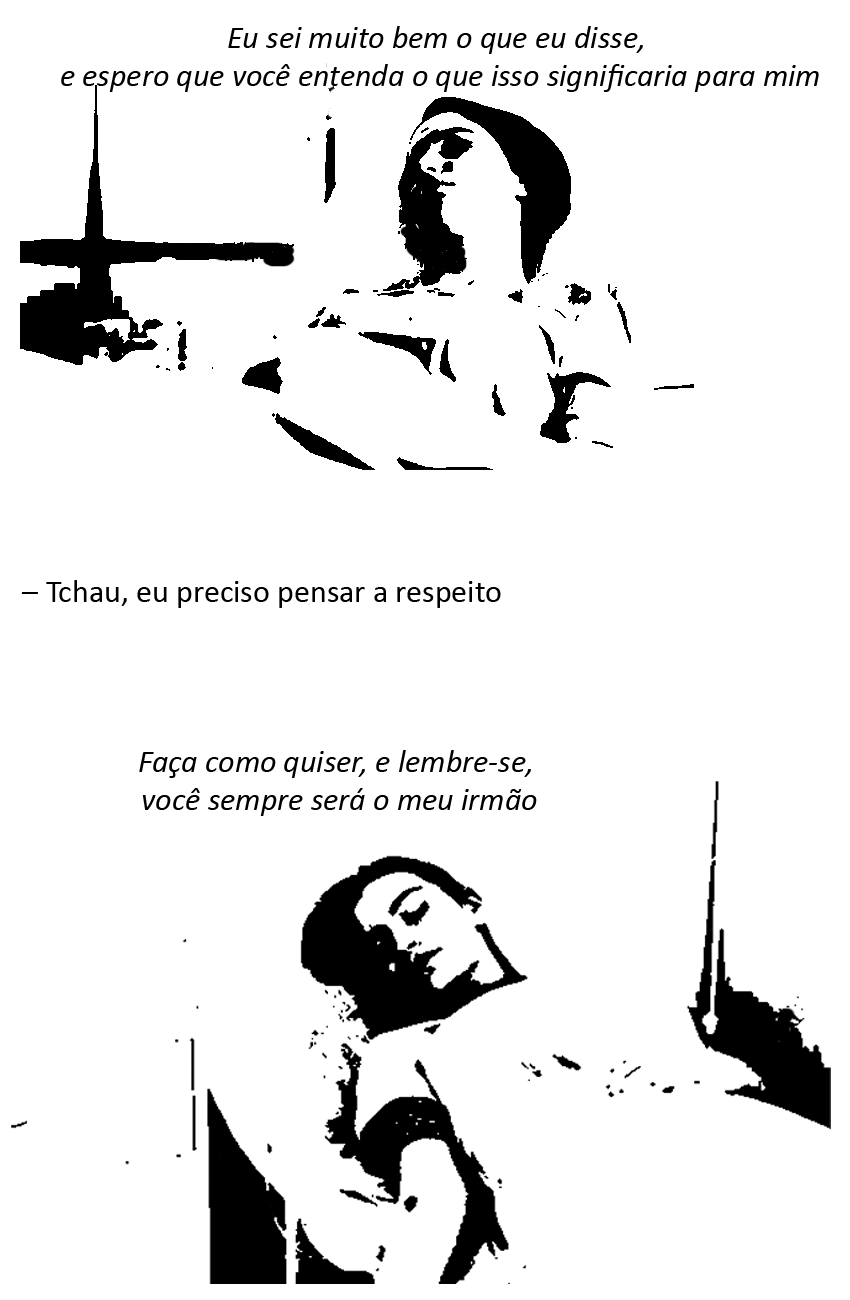 Eu sei muito bem o que eu disse,
e espero que você entenda o que isso significaria para mim
– Tchau, eu preciso pensar a respeito
Faça como quiser, e lembre-se,
você sempre será o meu irmão